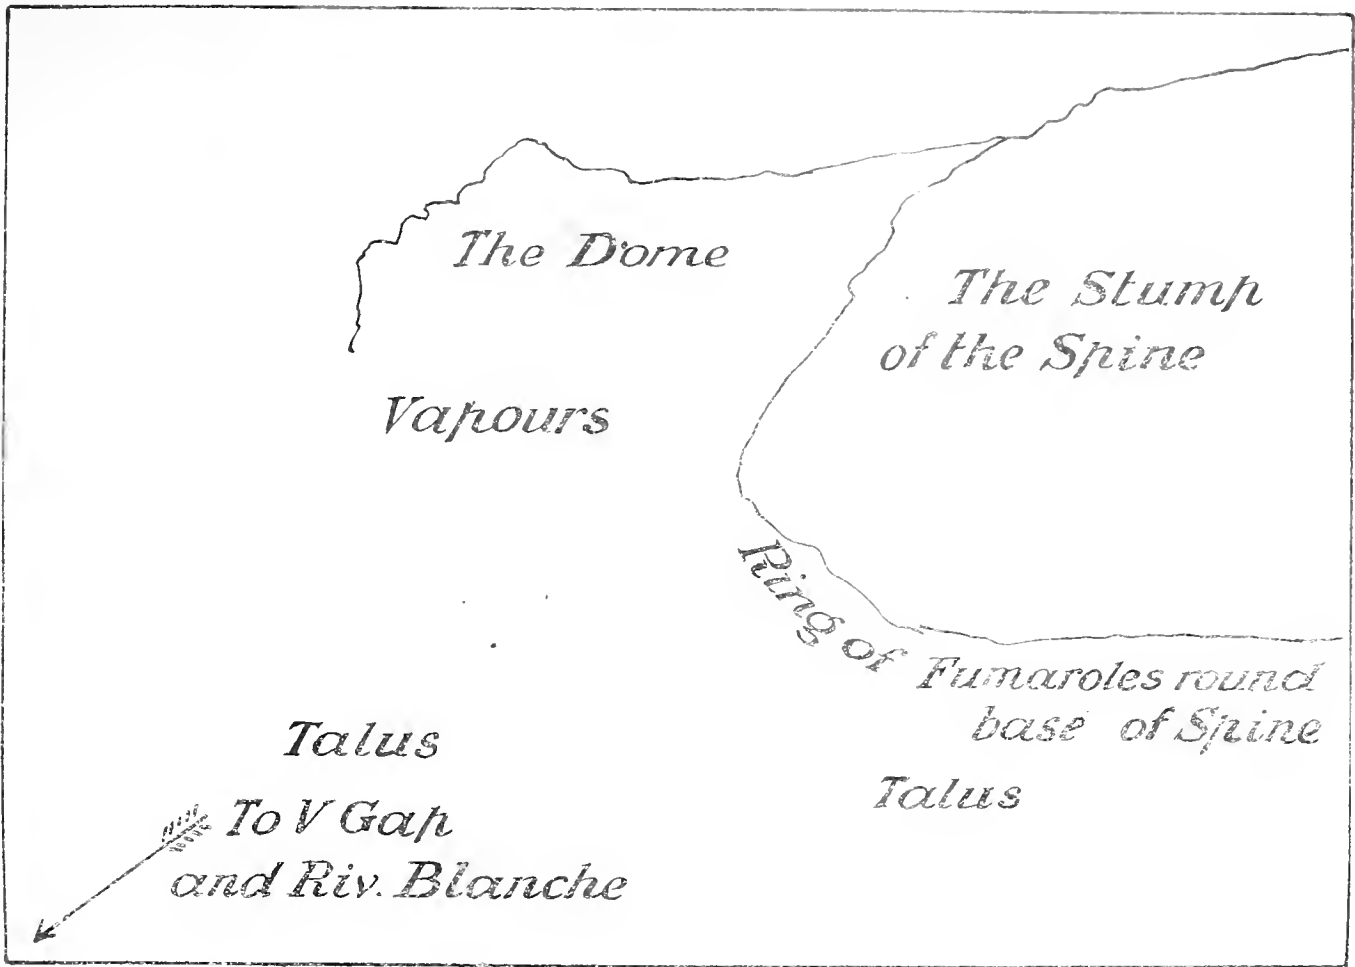 The Dome
The Stump
of the Spine
Vapours
Ring of Fumaroles round
base of Spine
Talus
Talus
To V Gap
and Riv. Blanche